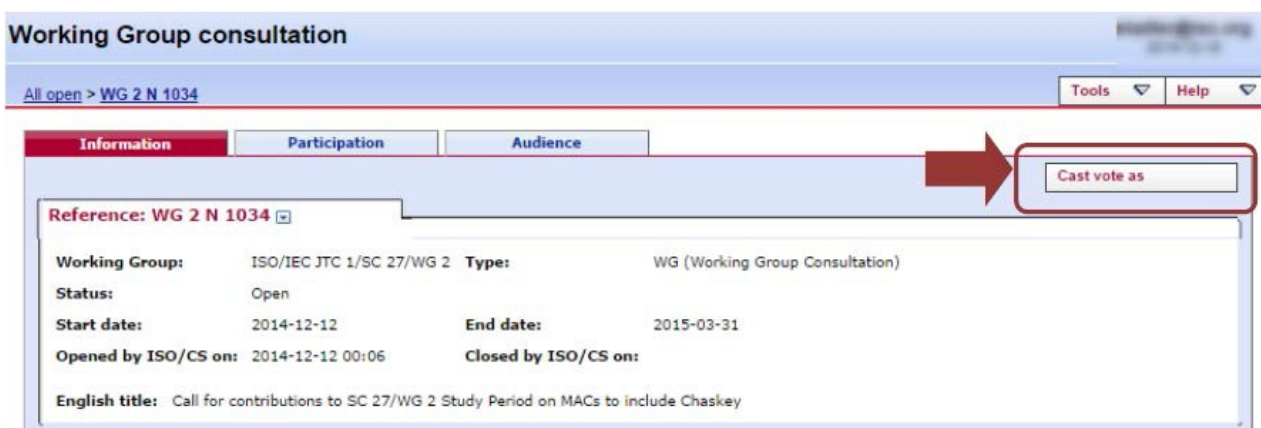 Working Group consultation
All open > WG 2 N 1034
Tools Help
Information Participation Audience
Cast vote as
Reference: WG 2 N 1034
Working Group: ISO/IEC JTC 1/SC 27/WG 2 Type: WG (Working Group Consultation)
Status: Open
Start date: 2014-12-12 End date: 2015-03-31
Opened by ISO/CS on: 2014-12-12 00:06 Closed by ISO/CS on:
English title: Call for contributions to SC 27/WG 2 Study Period on MACs to include Chaskey